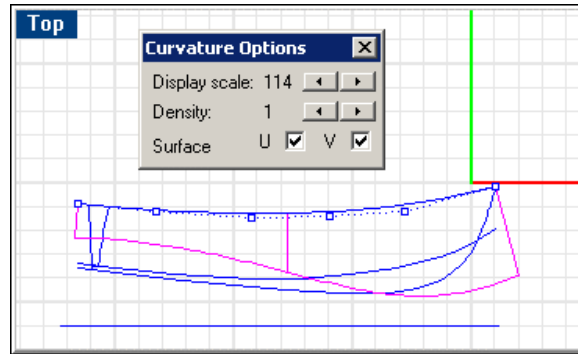 Top
Curvature Options
Display scale: 114
Density: 1
Surface U V